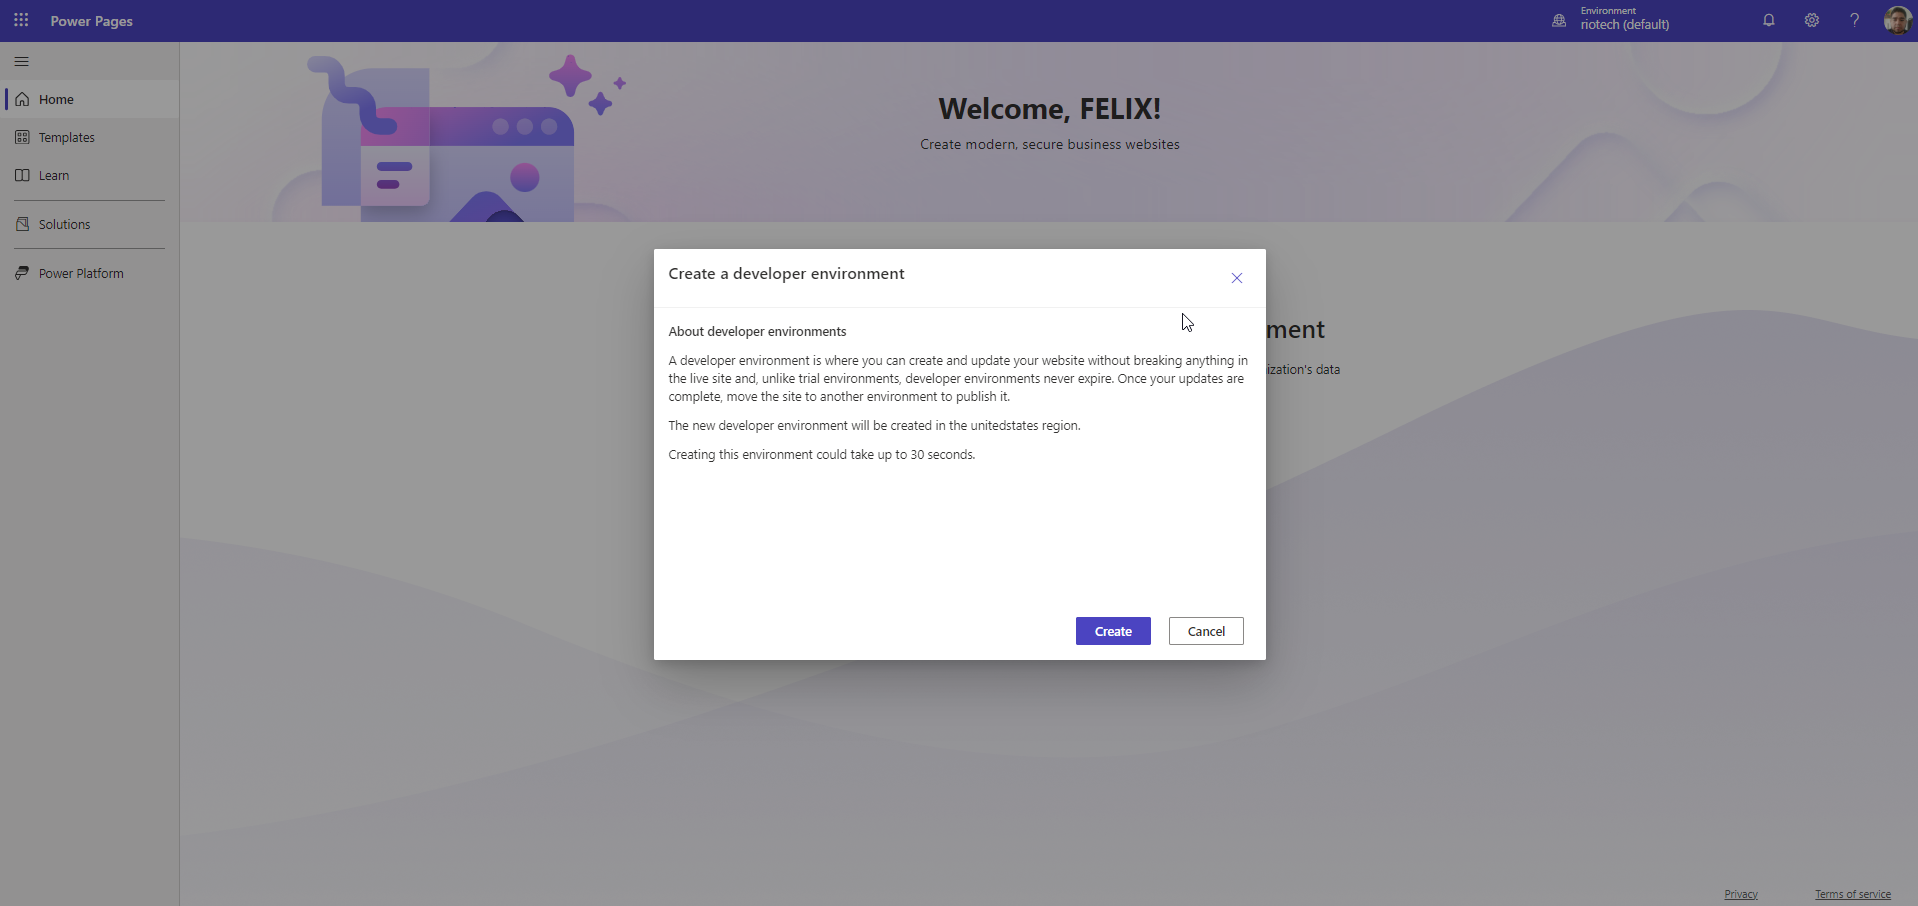 Power Pages
Environment
riotech (default)
?
Home
Templates
Learn
Solutions
Power Platform
Welcome, FELIX!
Create modern, secure business websites
Create a developer environment
About developer environments
A developer environment is where you can create and update your website without breaking anything in
the live site and, unlike trial environments, developer environments never expire. Once your updates are
complete, move the site to another environment to publish it.
The new developer environment will be created in the unitedstates region.
Creating this environment could take up to 30 seconds.
Create
Cancel
ment
ization's data
Privacy
Terms of service